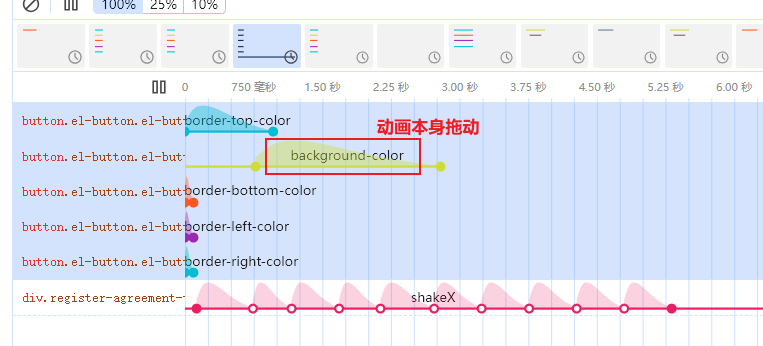 100% 25% 10%
0 750 毫秒 1.50 秒 2.25 秒 3.00 秒 3.75 秒 4.50 秒 5.25 秒 6.00 秒
button.el-button.el-but border-top-color
动画本身拖动
button.el-button.el-but background-color
button.el-button.el-but border-bottom-color
button.el-button.el-but border-left-color
button.el-button.el-but border-right-color
div.register-agreement- shakeX